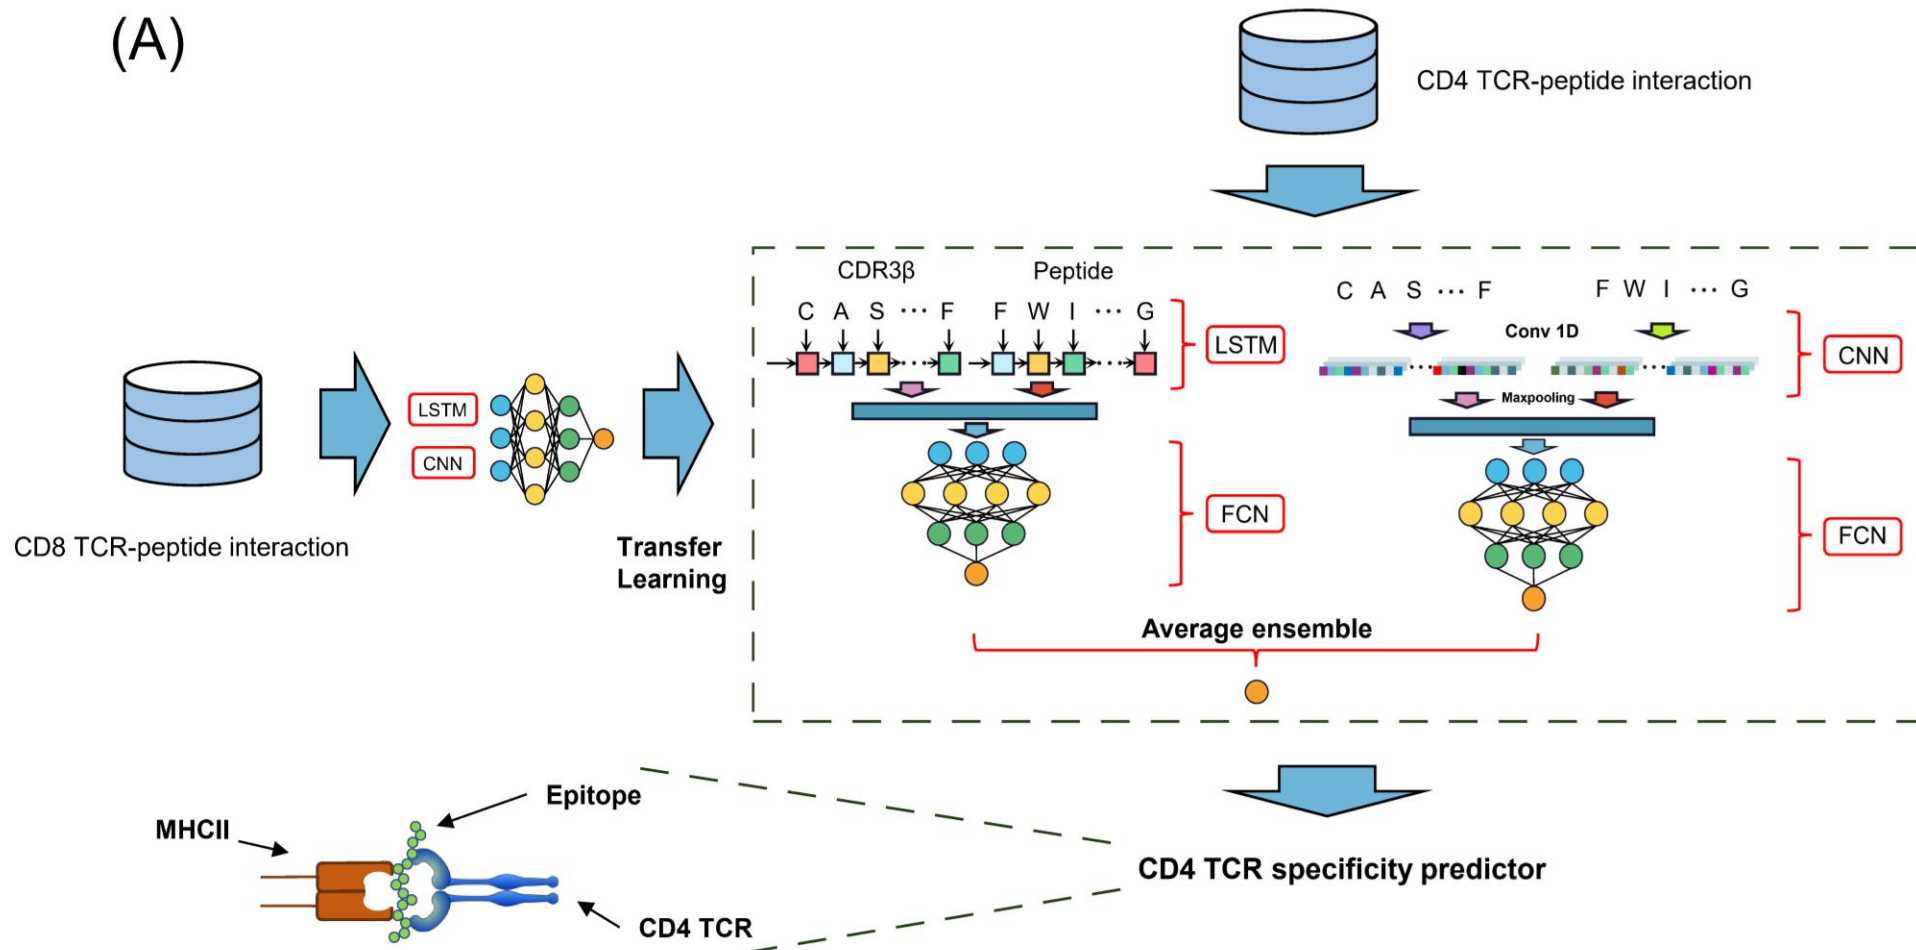 (A)
CD4 TCR-peptide interaction
CDR3β
Peptide
C A S ··· F
F W I ··· G
LSTM
C A S ··· F
F W I ··· G
Conv 1D
Maxpooling
CNN
LSTM
CNN
CD8 TCR-peptide interaction
Transfer
Learning
FCN
FCN
Average ensemble
MHCII
Epitope
CD4 TCR
CD4 TCR specificity predictor